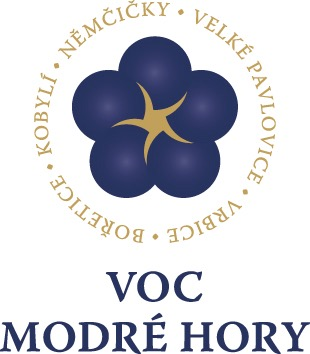 KOBYLÍ • NĚMČIČKY • VELKÉ PAVLOVICE • VRBICE • BOŘETICE •
VOC
MODRÉ HORY